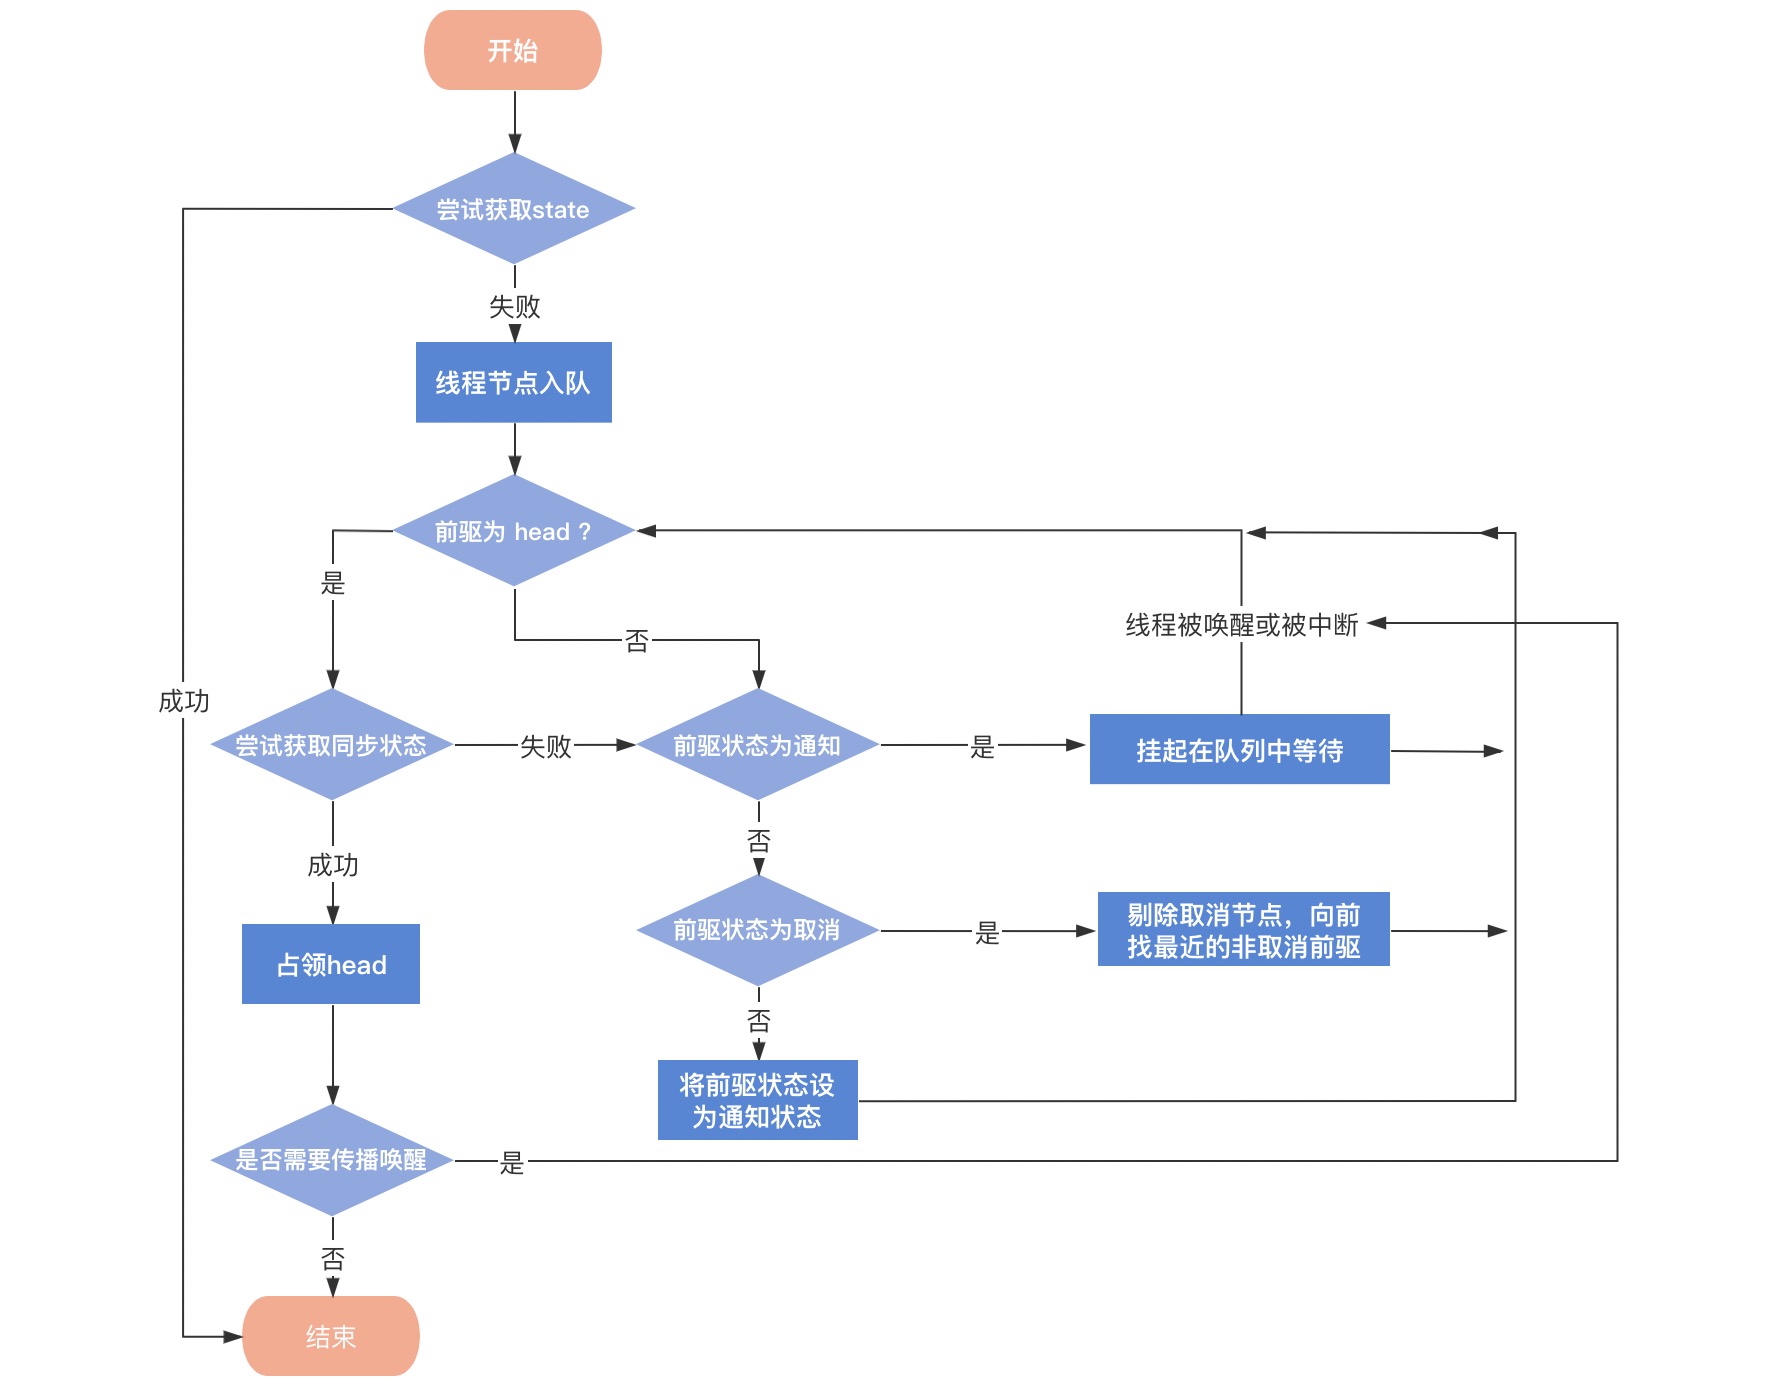 开始
尝试获取state
失败
线程节点入队
前驱为 head ?
是
否
线程被唤醒或被中断
成功
尝试获取同步状态
失败
前驱状态为通知
是
挂起在队列中等待
否
成功
前驱状态为取消
是
剔除取消节点，向前
找最近的非取消前驱
占领head
否
将前驱状态设
为通知状态
是否需要传播唤醒
是
否
结束